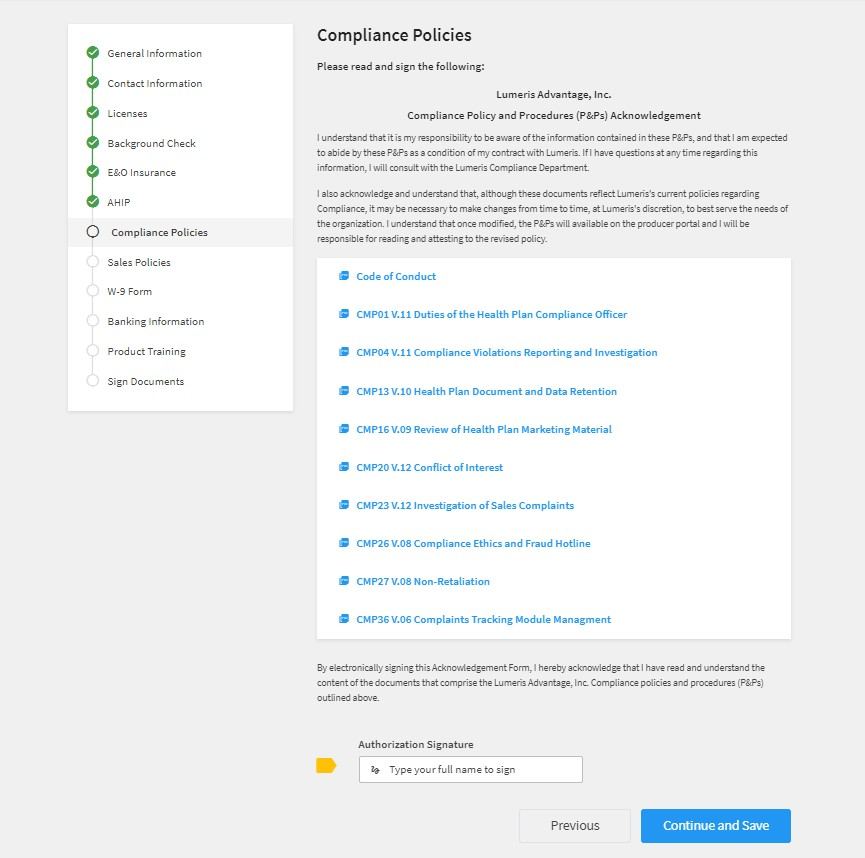 General Information
Contact Information
Licenses
Background Check
E&O Insurance
AHIP
Compliance Policies
Sales Policies
W-9 Form
Banking Information
Product Training
Sign Documents
Compliance Policies
Please read and sign the following:
Lumeris Advantage, Inc.
Compliance Policy and Procedures (P&Ps) Acknowledgement
I understand that it is my responsibility to be aware of the information contained in these P&Ps, and that I am expected
to abide by these P&Ps as a condition of my contract with Lumeris. If I have questions at any time regarding this
information, I will consult with the Lumeris Compliance Department.
I also acknowledge and understand that, although these documents reflect Lumeris's current policies regarding
Compliance, it may be necessary to make changes from time to time, at Lumeris's discretion, to best serve the needs of
the organization. I understand that once modified, the P&Ps will available on the producer portal and I will be
responsible for reading and attesting to the revised policy.
Code of Conduct
CMP01 V.11 Duties of the Health Plan Compliance Officer
CMP04 V.11 Compliance Violations Reporting and Investigation
CMP13 V.10 Health Plan Document and Data Retention
CMP16 V.09 Review of Health Plan Marketing Material
CMP20 V.12 Conflict of Interest
CMP23 V.12 Investigation of Sales Complaints
CMP26 V.08 Compliance Ethics and Fraud Hotline
CMP27 V.08 Non-Retaliation
CMP36 V.06 Complaints Tracking Module Managment
By electronically signing this Acknowledgement Form, I hereby acknowledge that I have read and understand the
content of the documents that comprise the Lumeris Advantage, Inc. Compliance policies and procedures (P&Ps)
outlined above.
Authorization Signature
Type your full name to sign
Previous
Continue and Save